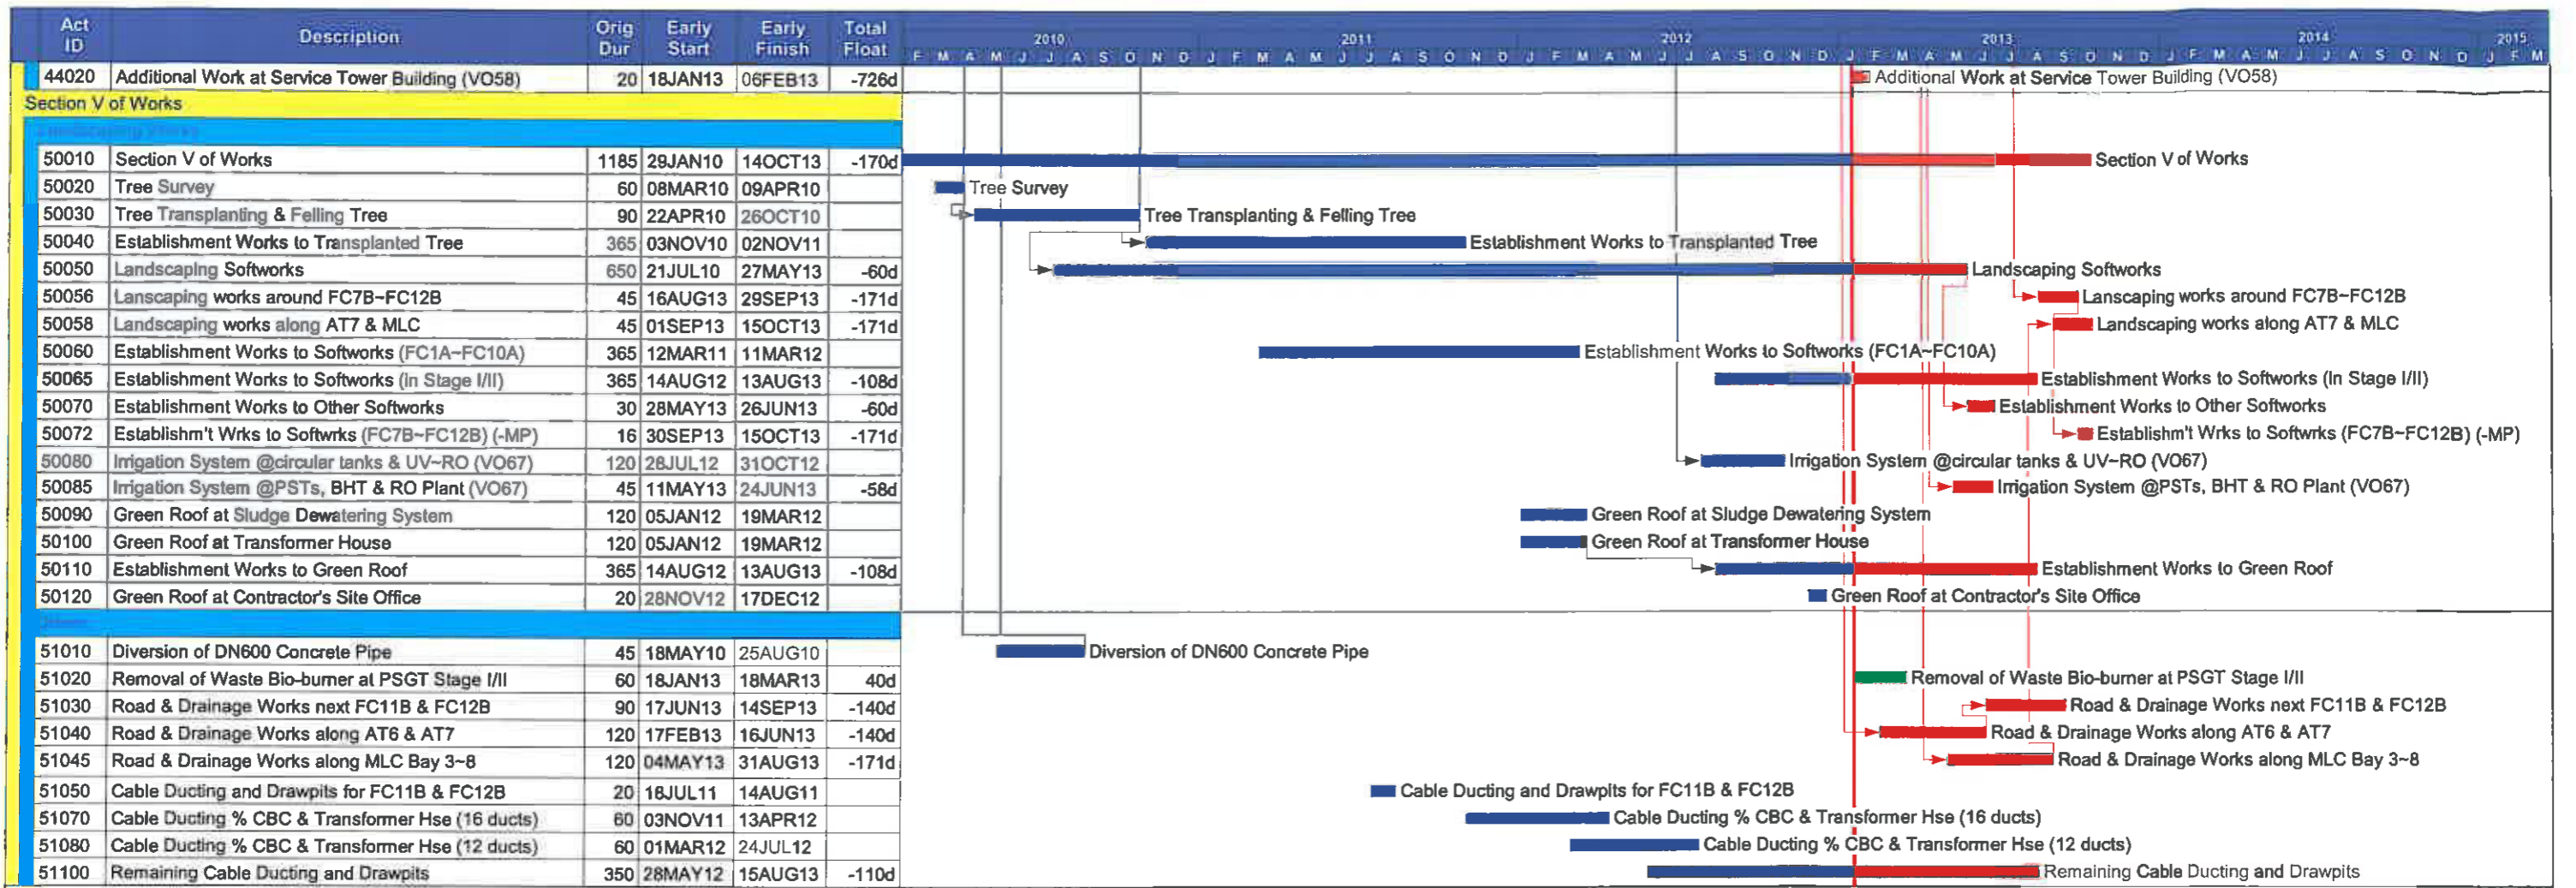 Act ID Description Orig Dur Early Start Early Finish Total Float
2010 2011 2012 2013 2014 2015
F M A M J J A S O N D J F M A M J J A S O N D J F M A M J J A S O N D J F M A M J J A S O N D J F M A M J J A S O N D J F M
44020 Additional Work at Service Tower Building (VO58) 20 18JAN13 06FEB13 -726d Additional Work at Service Tower Building (VO58)
Section V of Works
Landscaping Works
50010 Section V of Works 1185 29JAN10 14OCT13 -170d Section V of Works
50020 Tree Survey 60 08MAR10 09APR10 Tree Survey
50030 Tree Transplanting & Felling Tree 90 22APR10 26OCT10 Tree Transplanting & Felling Tree
50040 Establishment Works to Transplanted Tree 365 03NOV10 02NOV11 Establishment Works to Transplanted Tree
50050 Landscaping Softworks 650 21JUL10 27MAY13 -60d Landscaping Softworks
50056 Lanscaping works around FC7B~FC12B 45 16AUG13 29SEP13 -171d Lanscaping works around FC7B~FC12B
50058 Landscaping works along AT7 & MLC 45 01SEP13 15OCT13 -171d Landscaping works along AT7 & MLC
50060 Establishment Works to Softworks (FC1A~FC10A) 365 12MAR11 11MAR12 Establishment Works to Softworks (FC1A~FC10A)
50065 Establishment Works to Softworks (In Stage I/II) 365 14AUG12 13AUG13 -108d Establishment Works to Softworks (In Stage I/II)
50070 Establishment Works to Other Softworks 30 28MAY13 26JUN13 -60d Establishment Works to Other Softworks
50072 Establishm't Wrks to Softwrks (FC7B~FC12B) (-MP) 16 30SEP13 15OCT13 -171d Establishm't Wrks to Softwrks (FC7B~FC12B) (-MP)
50080 Irrigation System @circular tanks & UV~RO (VO67) 120 28JUL12 31OCT12 Irrigation System @circular tanks & UV~RO (VO67)
50085 Irrigation System @PSTs, BHT & RO Plant (VO67) 45 11MAY13 24JUN13 -58d Irrigation System @PSTs, BHT & RO Plant (VO67)
50090 Green Roof at Sludge Dewatering System 120 05JAN12 19MAR12 Green Roof at Sludge Dewatering System
50100 Green Roof at Transformer House 120 05JAN12 19MAR12 Green Roof at Transformer House
50110 Establishment Works to Green Roof 365 14AUG12 13AUG13 -108d Establishment Works to Green Roof
50120 Green Roof at Contractor's Site Office 20 28NOV12 17DEC12 Green Roof at Contractor's Site Office
51010 Diversion of DN600 Concrete Pipe 45 18MAY10 25AUG10 Diversion of DN600 Concrete Pipe
51020 Removal of Waste Bio-burner at PSGT Stage I/II 60 18JAN13 18MAR13 40d Removal of Waste Bio-burner at PSGT Stage I/II
51030 Road & Drainage Works next FC11B & FC12B 90 17JUN13 14SEP13 -140d Road & Drainage Works next FC11B & FC12B
51040 Road & Drainage Works along AT6 & AT7 120 17FEB13 16JUN13 -140d Road & Drainage Works along AT6 & AT7
51045 Road & Drainage Works along MLC Bay 3~8 120 04MAY13 31AUG13 -171d Road & Drainage Works along MLC Bay 3~8
51050 Cable Ducting and Drawpits for FC11B & FC12B 20 18JUL11 14AUG11 Cable Ducting and Drawpits for FC11B & FC12B
51070 Cable Ducting % CBC & Transformer Hse (16 ducts) 60 03NOV11 13APR12 Cable Ducting % CBC & Transformer Hse (16 ducts)
51080 Cable Ducting % CBC & Transformer Hse (12 ducts) 60 01MAR12 24JUL12 Cable Ducting % CBC & Transformer Hse (12 ducts)
51100 Remaining Cable Ducting and Drawpits 350 28MAY12 15AUG13 -110d Remaining Cable Ducting and Drawpits